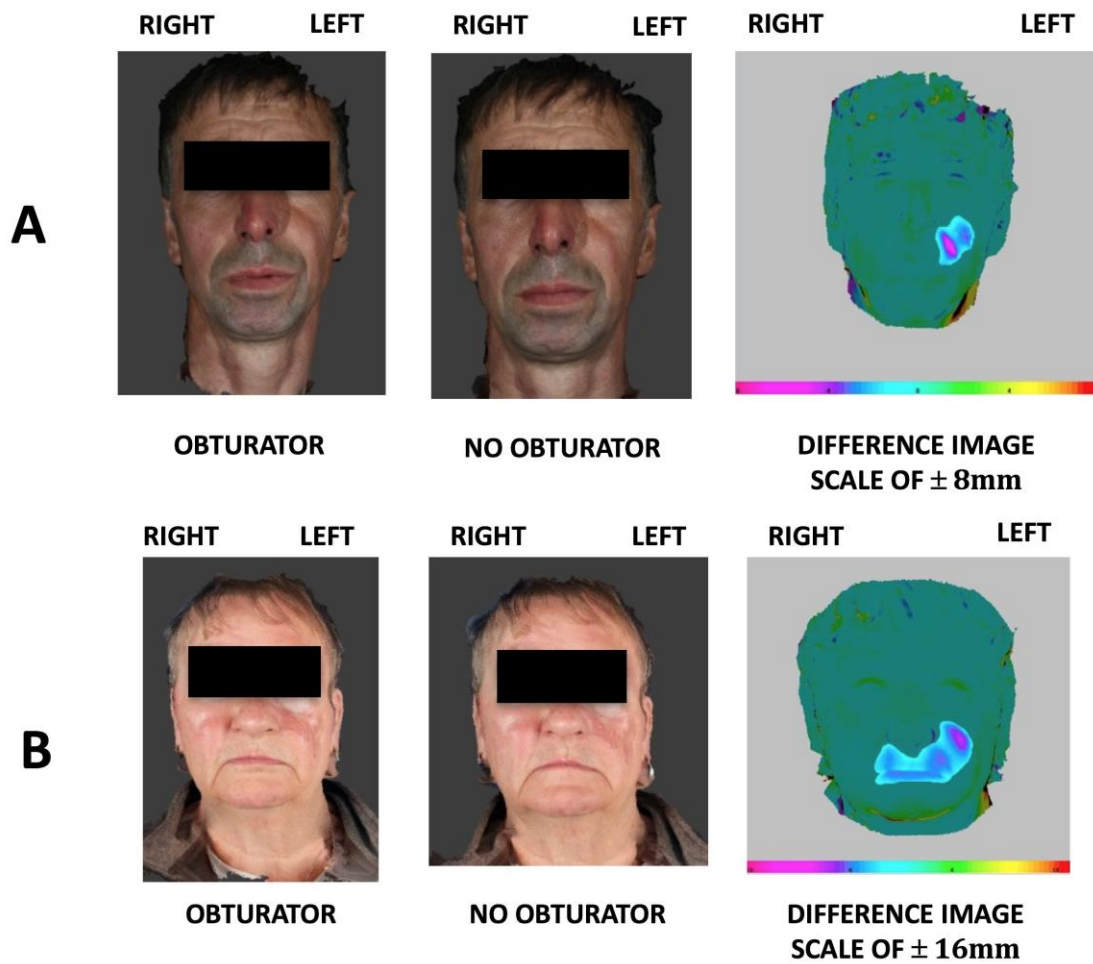 RIGHT LEFT RIGHT LEFT RIGHT LEFT
A
OBTURATOR NO OBTURATOR DIFFERENCE IMAGE
SCALE OF ± 8mm
RIGHT LEFT RIGHT LEFT RIGHT LEFT
B
OBTURATOR NO OBTURATOR DIFFERENCE IMAGE
SCALE OF ± 16mm